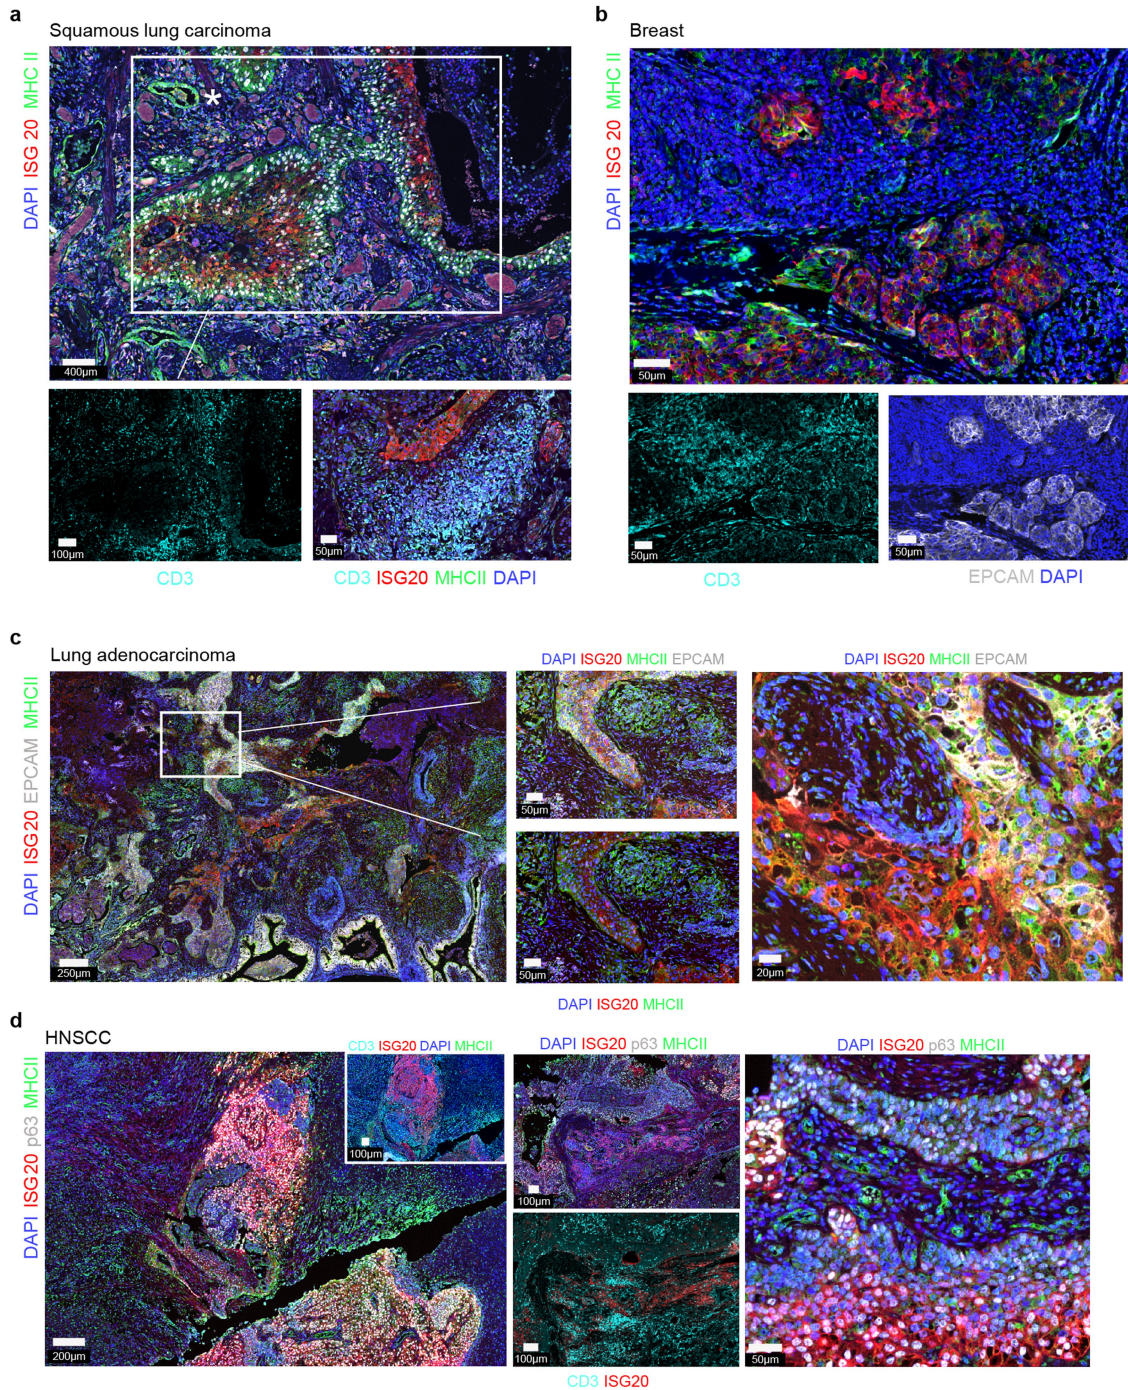 a
Squamous lung carcinoma
DAPI ISG 20 MHC II
*
400µm
100µm
CD3
50µm
CD3 ISG20 MHCII DAPI
b
Breast
DAPI ISG 20 MHC II
50µm
50µm
CD3
50µm
EPCAM DAPI
c
Lung adenocarcinoma
DAPI ISG20 EPCAM MHCII
250µm
DAPI ISG20 MHCII EPCAM
50µm
50µm
DAPI ISG20 MHCII
DAPI ISG20 MHCII EPCAM
20µm
d
HNSCC
DAPI ISG20 p63 MHCII
200µm
CD3 ISG20 DAPI MHCII
100µm
DAPI ISG20 p63 MHCII
100µm
100µm
CD3 ISG20
DAPI ISG20 p63 MHCII
50µm